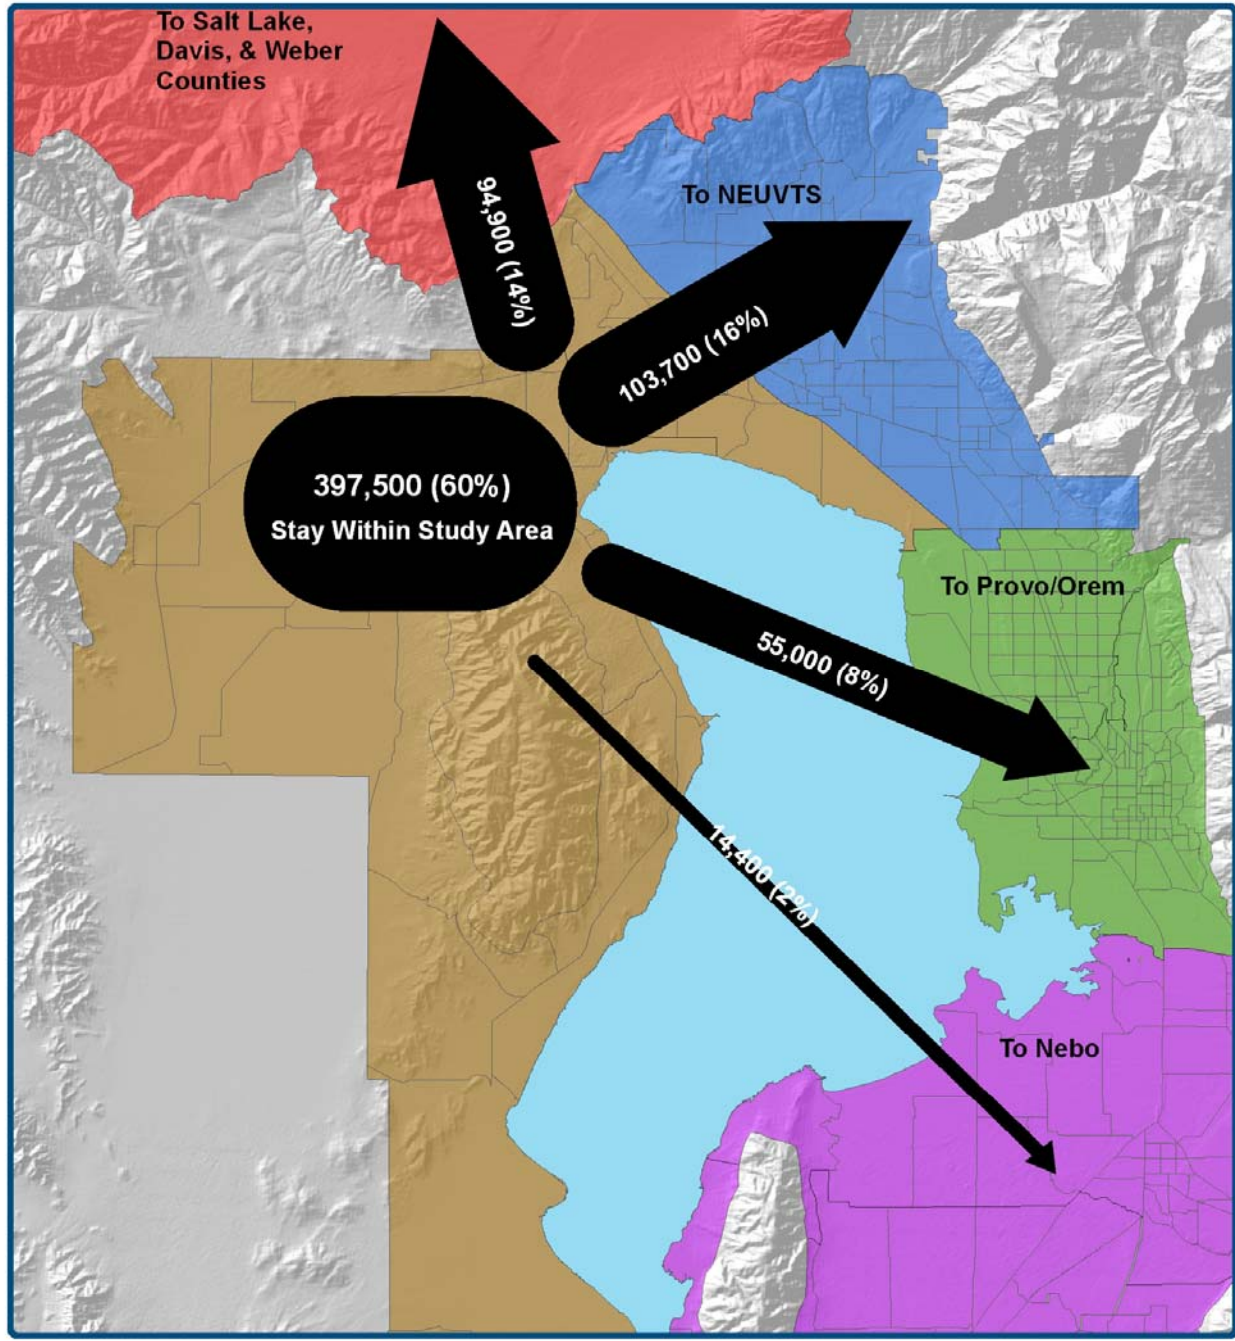 To Salt Lake,
Davis, & Weber
Counties
94,900 (14%)
To NEUVTS
103,700 (16%)
397,500 (60%)
Stay Within Study Area
To Provo/Orem
55,000 (8%)
14,400 (2%)
To Nebo